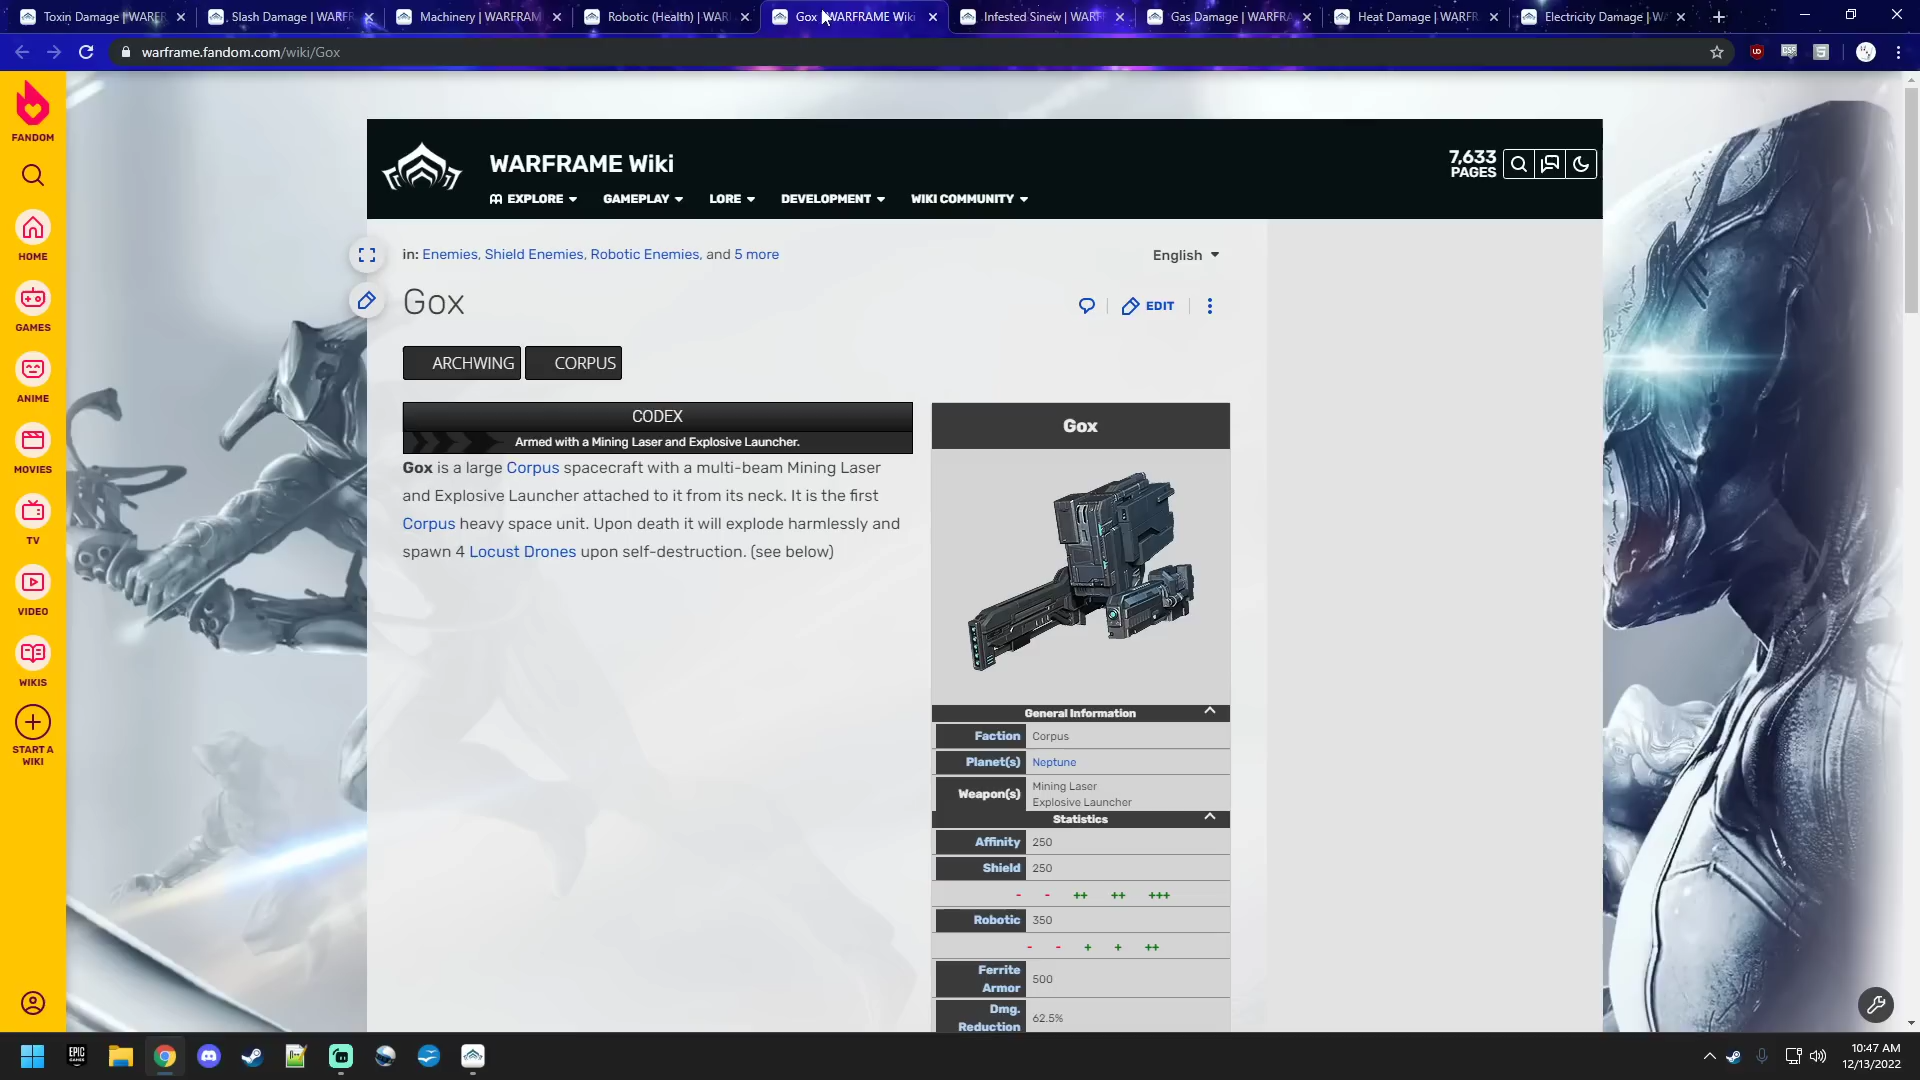 Toxin Damage | WARFR
Slash Damage | WARFR
Machinery | WARFRAM
Robotic (Health) | WAR
Gox | WARFRAME Wiki
Infested Sinew | WARF
Gas Damage | WARFRA
Heat Damage | WARFR
Electricity Damage | WA
warframe.fandom.com/wiki/Gox
FANDOM
HOME
GAMES
ANIME
MOVIES
TV
VIDEO
WIKIS
START A
WIKI
WARFRAME Wiki
7,633
PAGES
EXPLORE
GAMEPLAY
LORE
DEVELOPMENT
WIKI COMMUNITY
in: Enemies, Shield Enemies, Robotic Enemies, and 5 more
English
Gox
EDIT
ARCHWING
CORPUS
CODEX
Armed with a Mining Laser and Explosive Launcher.
Gox is a large Corpus spacecraft with a multi-beam Mining Laser
and Explosive Launcher attached to it from its neck. It is the first
Corpus heavy space unit. Upon death it will explode harmlessly and
spawn 4 Locust Drones upon self-destruction. (see below)
Gox
General Information
Faction Corpus
Planet(s) Neptune
Weapon(s) Mining Laser
Explosive Launcher
Statistics
Affinity 250
Shield 250
- - ++ ++ +++
Robotic 350
- - + + ++
Ferrite
Armor 500
Dmg.
Reduction 62.5%
EPIC
GAMES
10:47 AM
12/13/2022